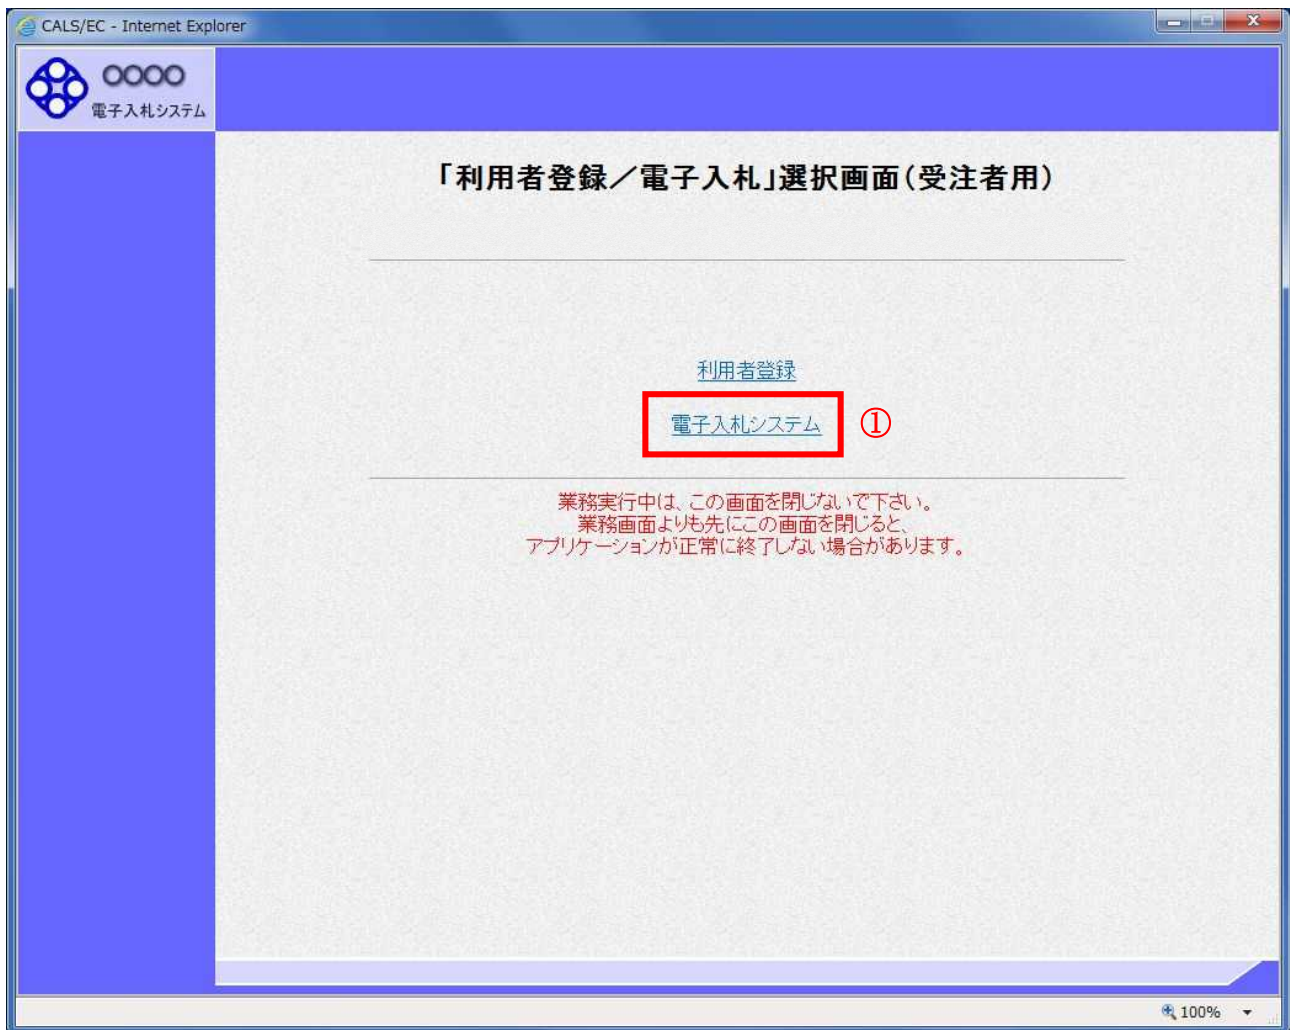 CALS/EC - Internet Explorer
○○○○
電子入札システム
「利用者登録／電子入札」選択画面（受注者用）
利用者登録
電子入札システム ①
業務実行中は、この画面を閉じないで下さい。
業務画面よりも先にこの画面を閉じると、
アプリケーションが正常に終了しない場合があります。
100%